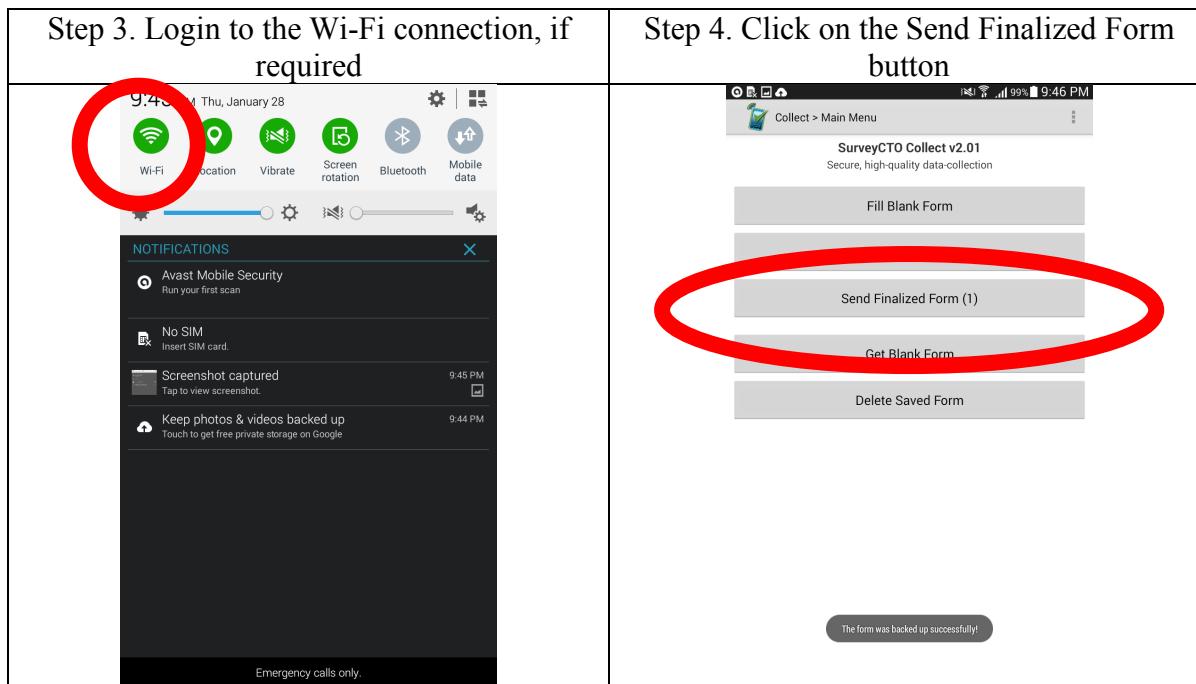 Step 3. Login to the Wi-Fi connection, if
required
Step 4. Click on the Send Finalized Form
button
Thu, January 28
Wi-Fi
Vibrate
Screen
rotation
Bluetooth
Mobile
data
NOTIFICATIONS
Avast Mobile Security
Run your first scan
No SIM
Insert SIM card.
Screenshot captured
9:45 PM
Tap to view screenshot.
Keep photos & videos backed up
9:44 PM
Touch to get free private storage on Google
Emergency calls only.
99% 9:46 PM
Collect > Main Menu
SurveyCTO Collect v2.01
Secure, high-quality data-collection
Fill Blank Form
Send Finalized Form (1)
Get Blank Form
Delete Saved Form
The form was backed up successfully!